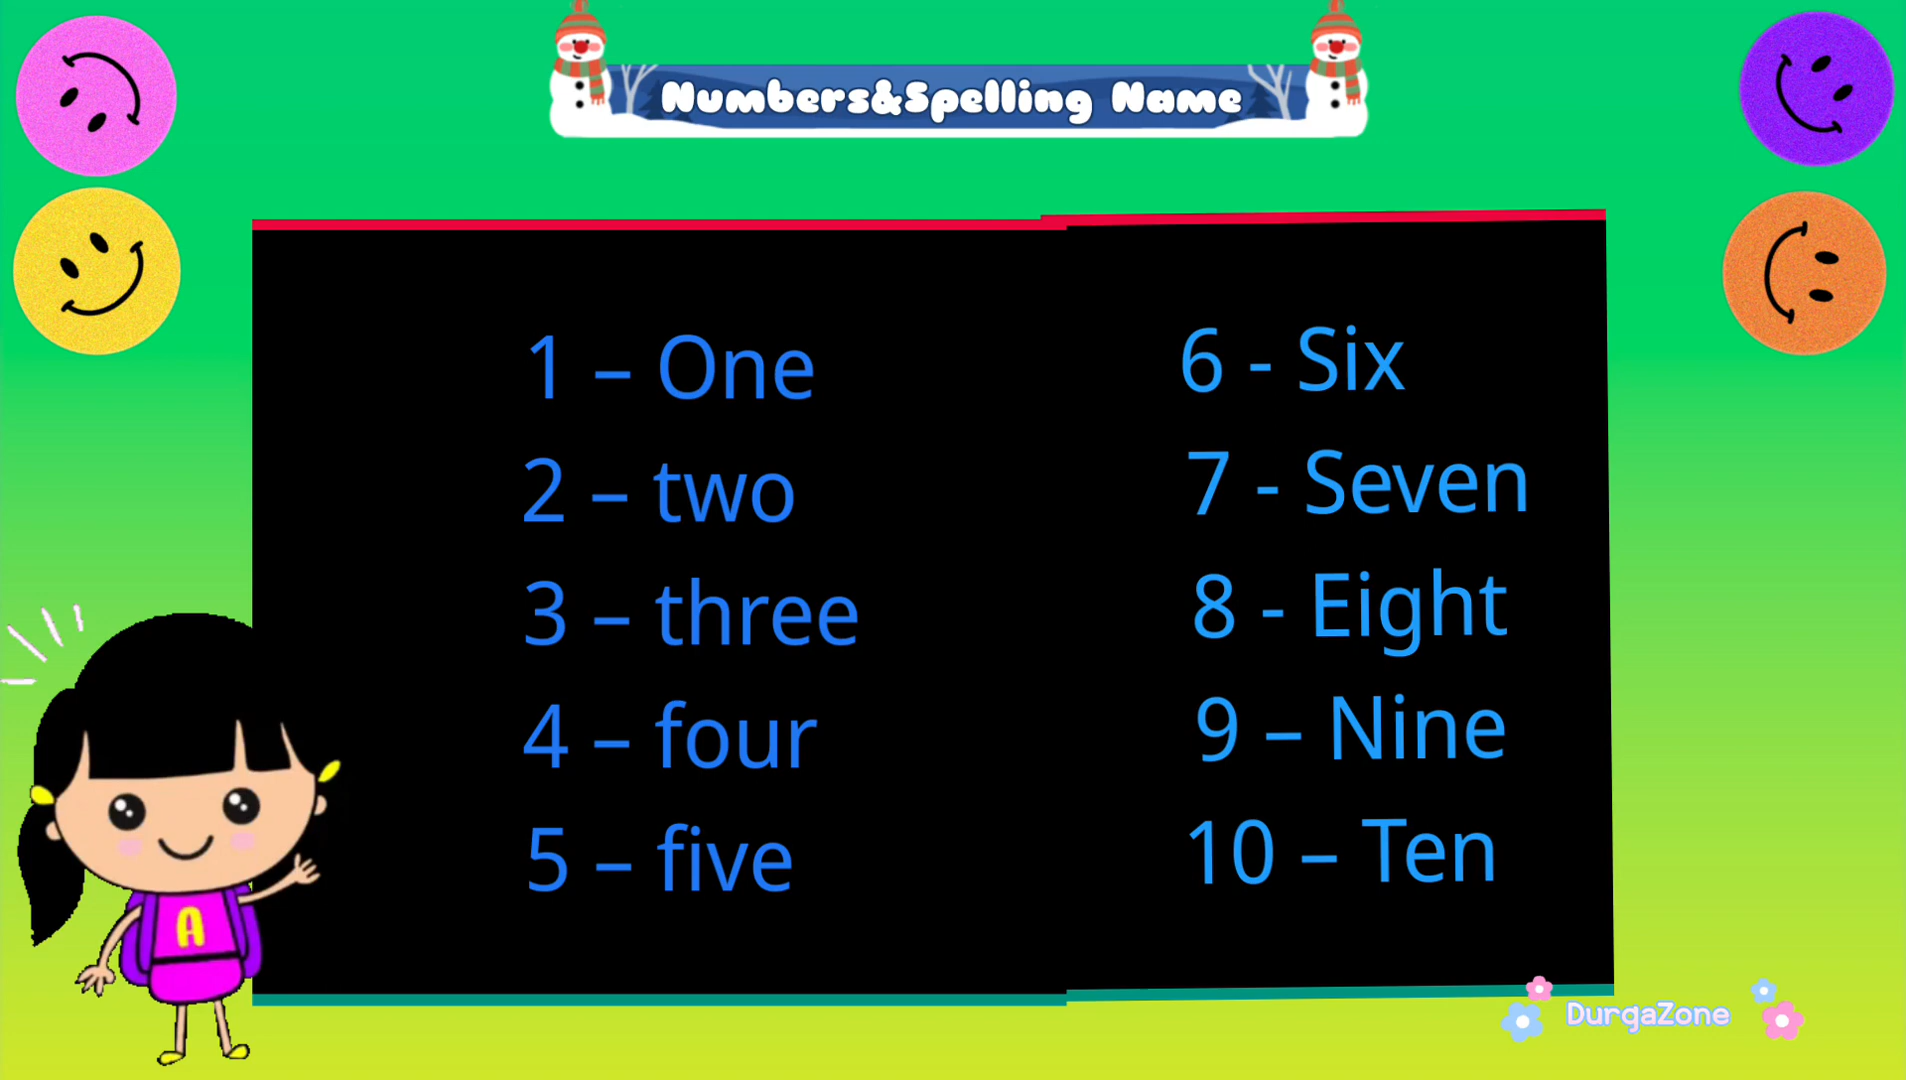 Numbers&Spelling Name
1 – One
2 – two
3 – three
4 – four
5 – five
6 - Six
7 - Seven
8 - Eight
9 – Nine
10 – Ten
A
DurgaZone